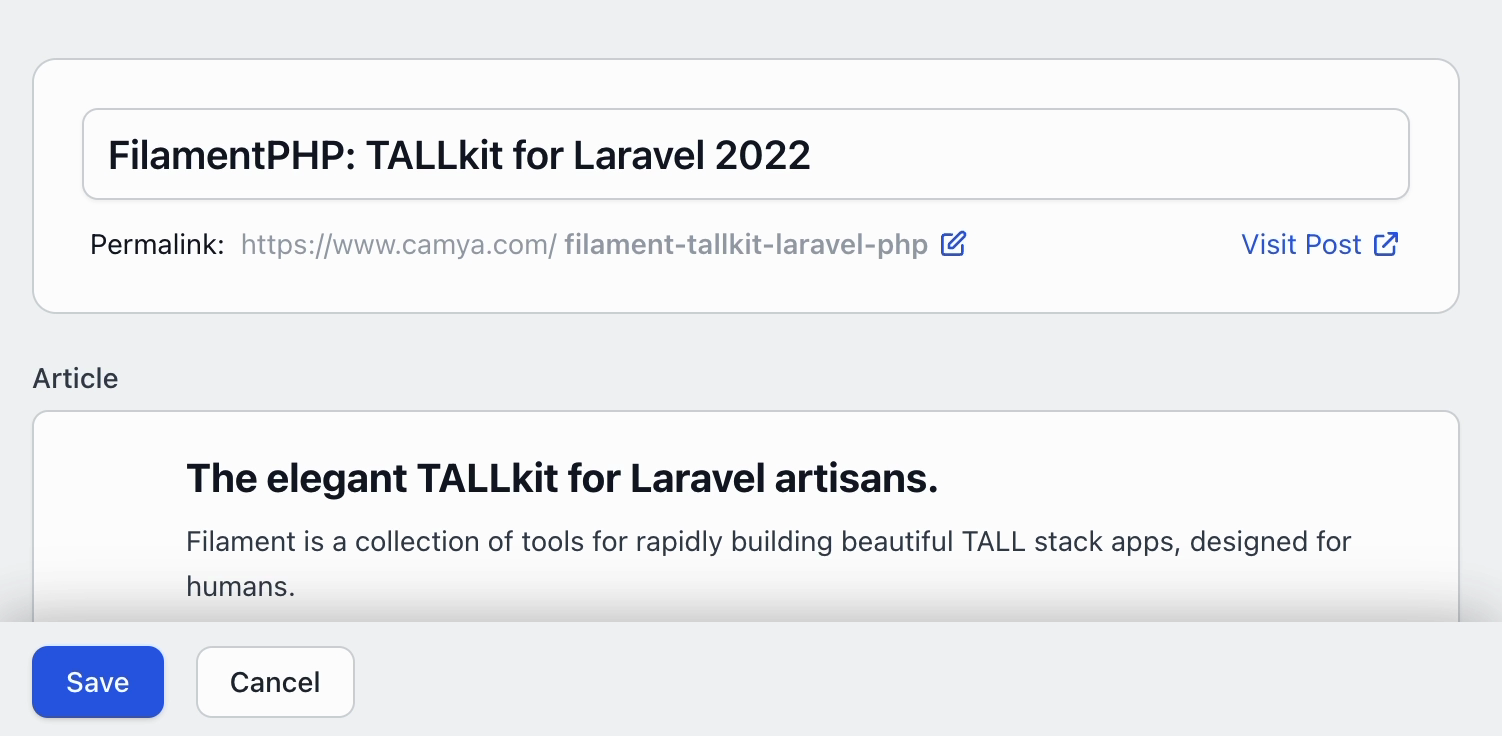 FilamentPHP: TALLkit for Laravel 2022
Permalink: https://www.camya.com/ filament-tallkit-laravel-php Visit Post
Article
The elegant TALLkit for Laravel artisans.
Filament is a collection of tools for rapidly building beautiful TALL stack apps, designed for
humans.
Save Cancel